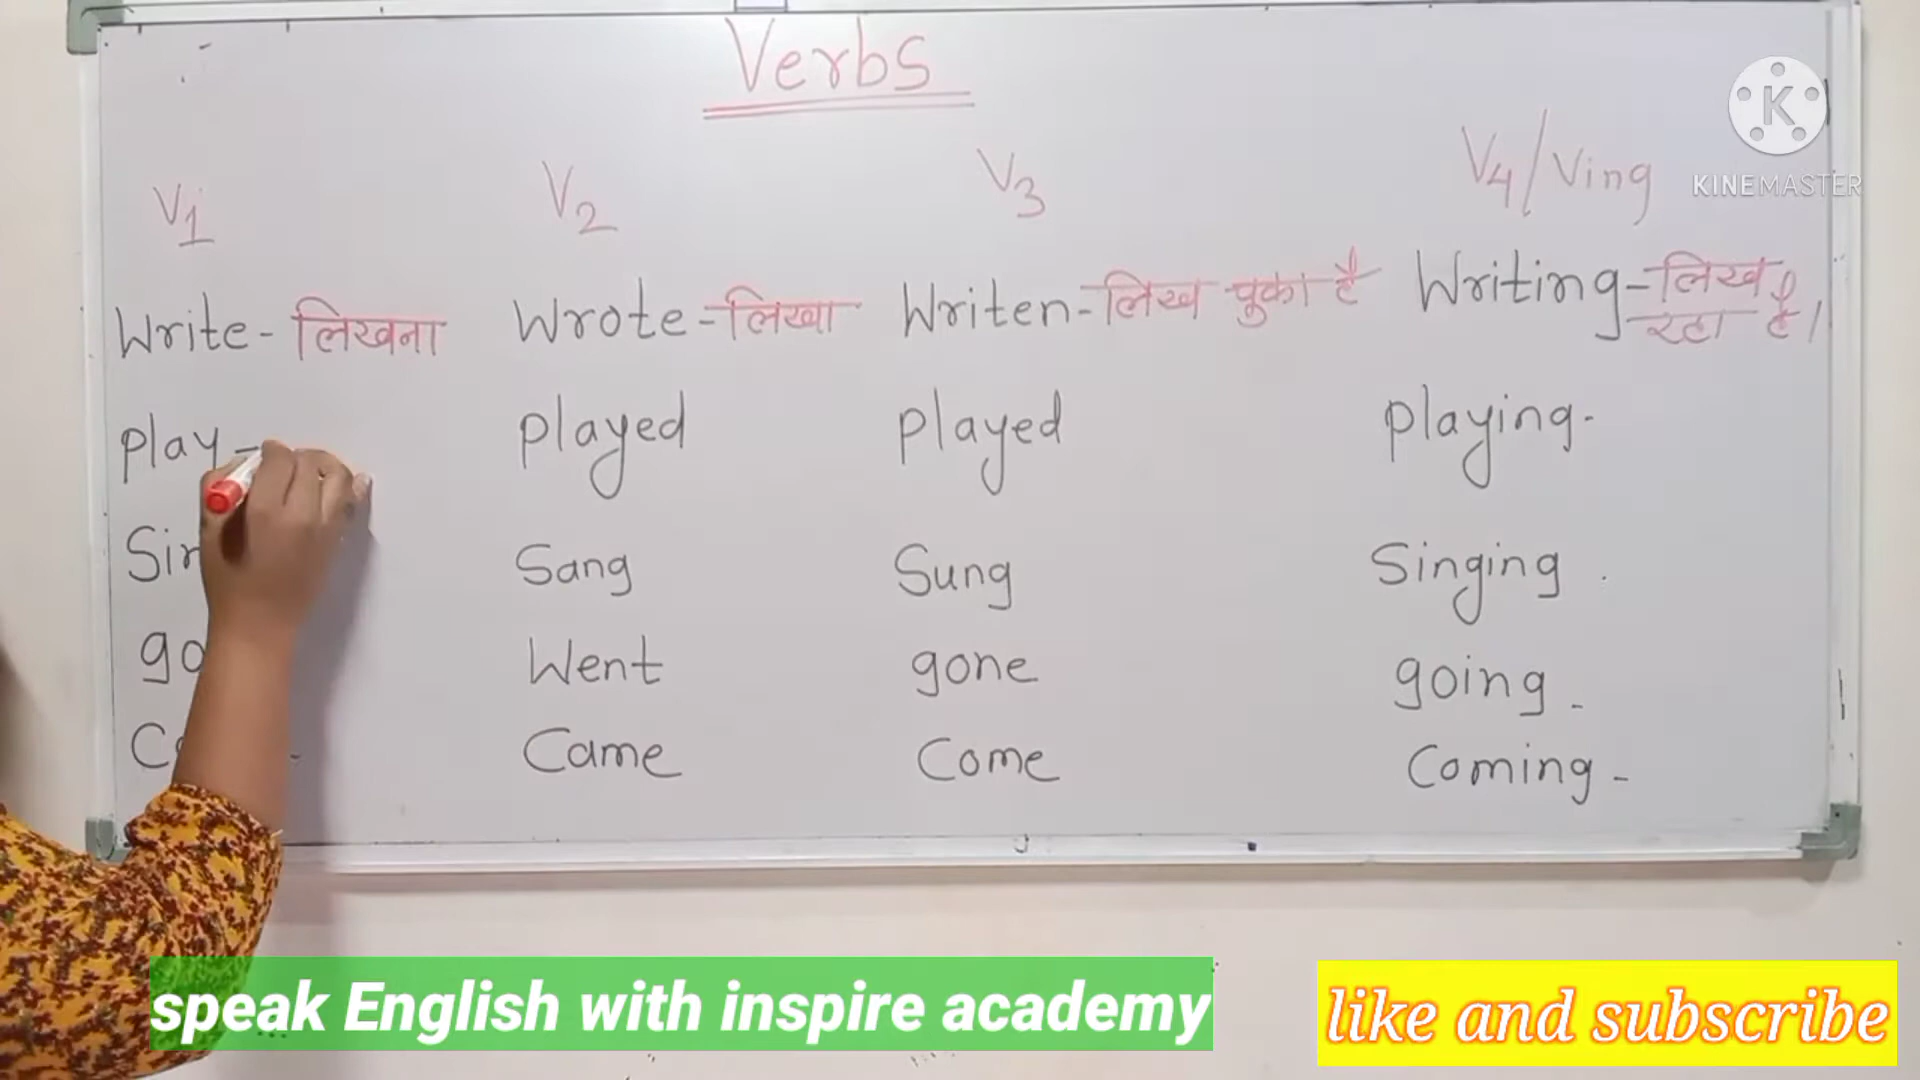 Verbs
V1 V2 V3 V4/Ving
KINEMASTER
Write - लिखना Wrote - लिखा Writen - लिख चुका है Writing - लिख रहा है।
Play - Played Played Playing -
Sang Sung Singing
Went gone going -
Came Come Coming -
speak English with inspire academy
like and subscribe